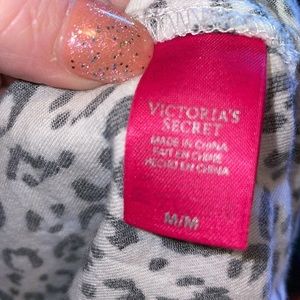 VICTORIA'S
SECRET
MADE IN CHINA
FAIT EN CHINE
HECHO EN CHINA
M/M